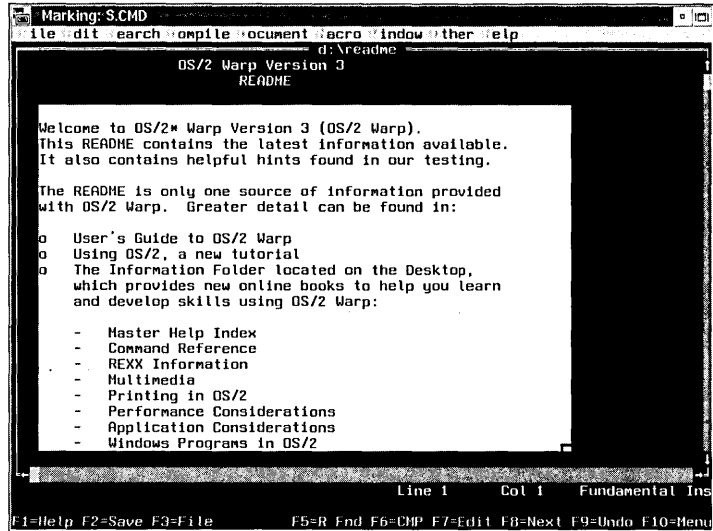 Marking: S.CMD
ile dit earch ompile ocument acro indow ther elp
d:\readme
OS/2 Warp Version 3
README
Welcome to OS/2* Warp Version 3 (OS/2 Warp).
This README contains the latest information available.
It also contains helpful hints found in our testing.
The README is only one source of information provided
with OS/2 Warp.  Greater detail can be found in:
o User's Guide to OS/2 Warp
o Using OS/2, a new tutorial
o The Information Folder located on the Desktop,
which provides new online books to help you learn
and develop skills using OS/2 Warp:
- Master Help Index
- Command Reference
- REXX Information
- Multimedia
- Printing in OS/2
- Performance Considerations
- Application Considerations
- Windows Programs in OS/2
Line 1 Col 1 Fundamental Ins
F1=Help F2=Save F3=File F5=R Fnd F6=CMP F7=Edit F8=Next F9=Undo F10=Menu